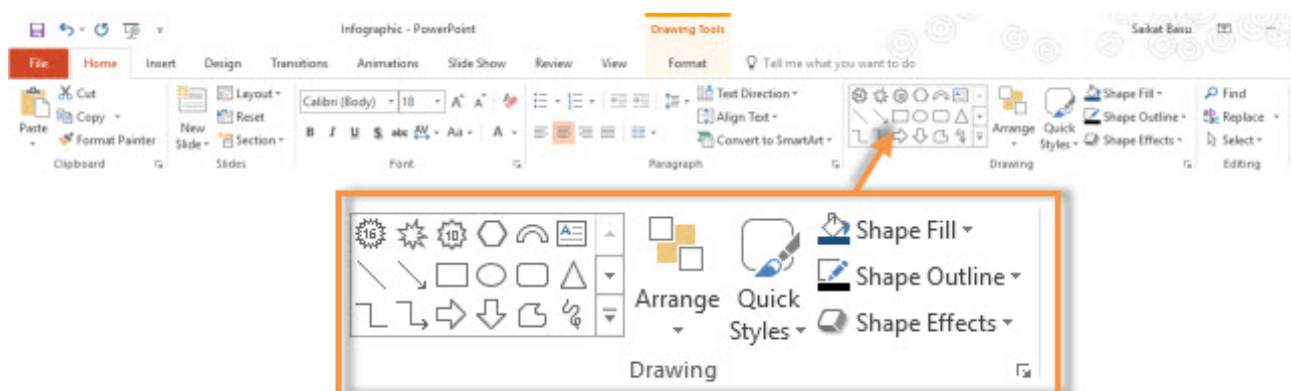 Infographic - PowerPoint
Drawing Tools
Saikat Basu
File Home Insert Design Transitions Animations Slide Show Review View Format Tell me what you want to do
Cut
Copy
Format Painter
Paste
Clipboard
New Slide
Layout
Reset
Section
Slides
Calibri (Body) 18 A A
B I U S abc AV Aa A
Font
Text Direction
Align Text
Convert to SmartArt
Paragraph
Arrange
Quick Styles
Shape Fill
Shape Outline
Shape Effects
Drawing
Find
Replace
Select
Editing
16 10 A
Arrange
Quick
Styles
Shape Fill
Shape Outline
Shape Effects
Drawing